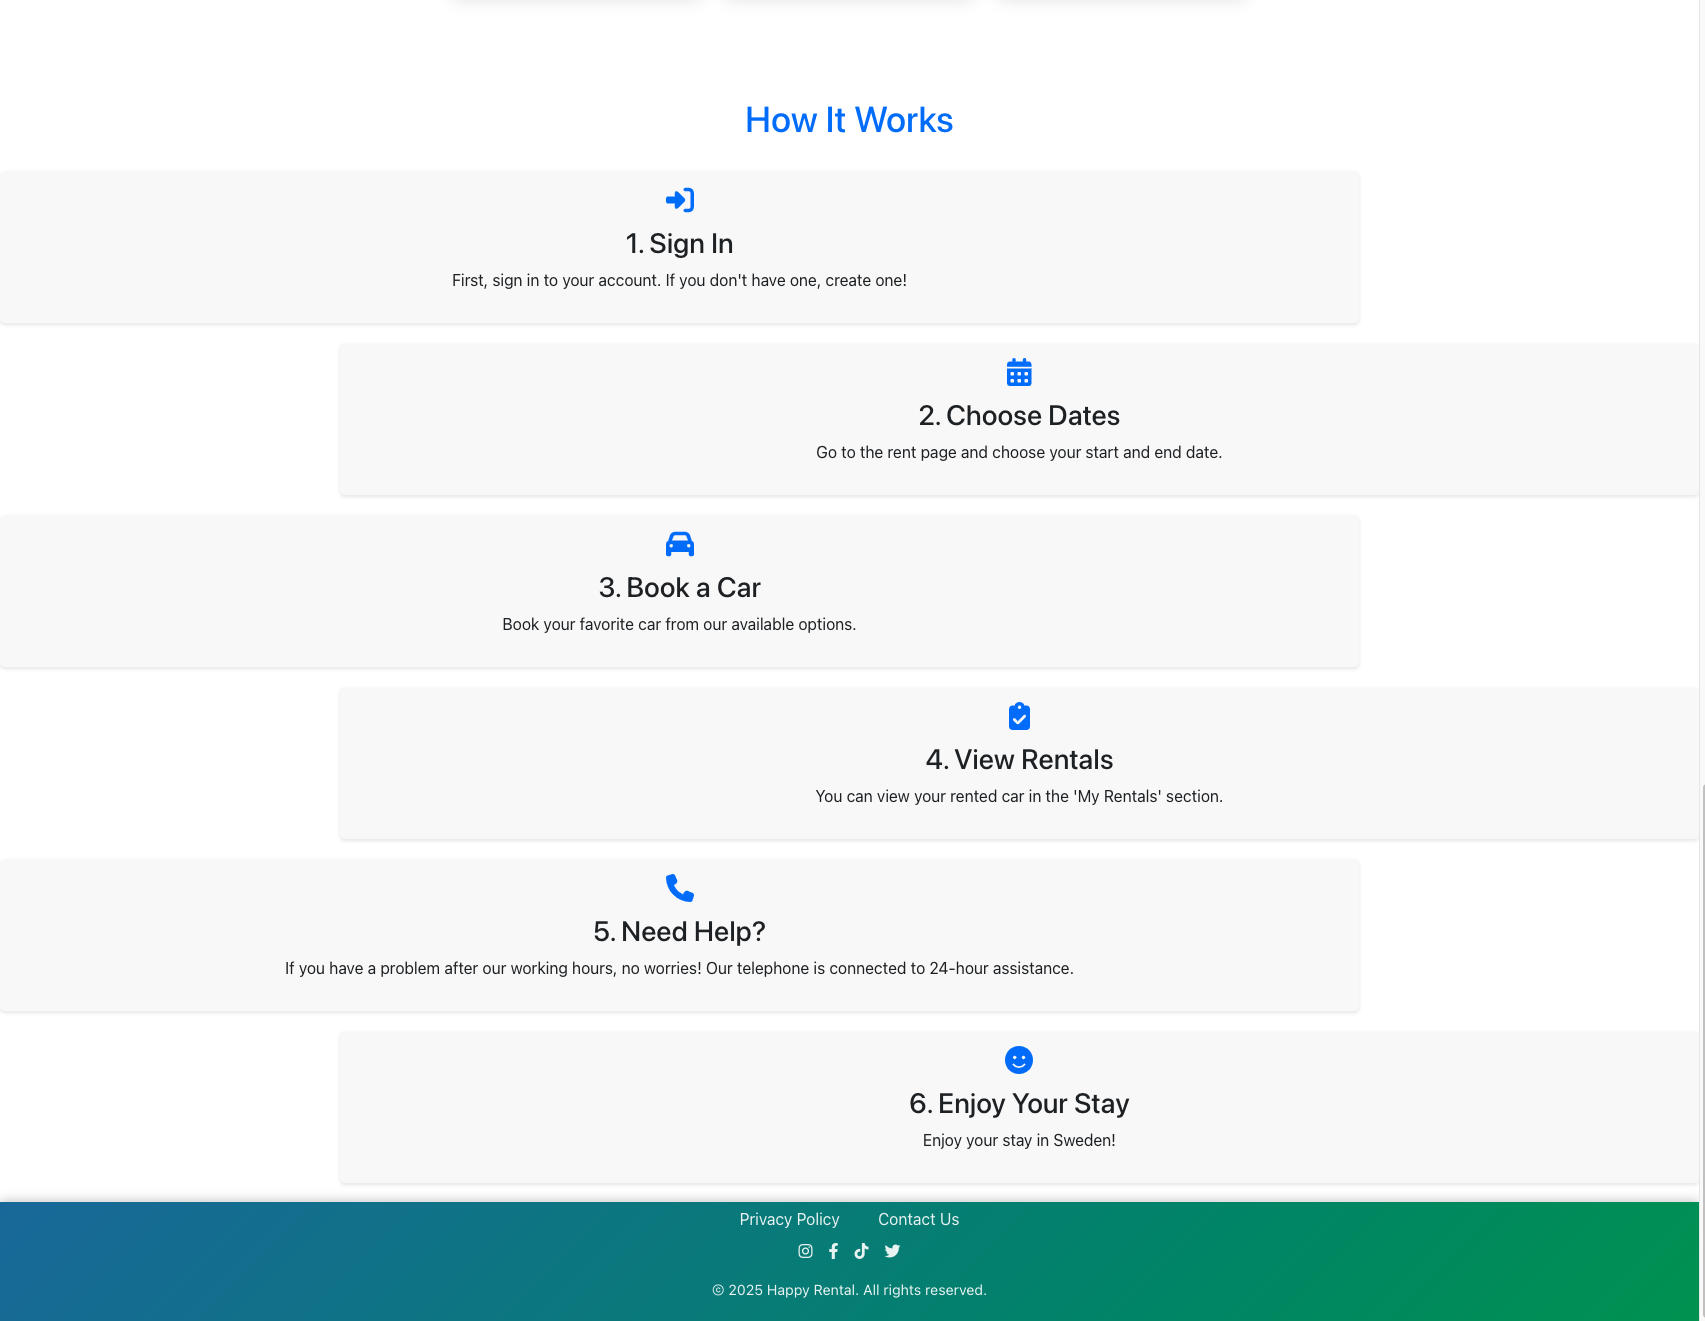 How It Works
1. Sign In
First, sign in to your account. If you don't have one, create one!
2. Choose Dates
Go to the rent page and choose your start and end date.
3. Book a Car
Book your favorite car from our available options.
4. View Rentals
You can view your rented car in the 'My Rentals' section.
5. Need Help?
If you have a problem after our working hours, no worries! Our telephone is connected to 24-hour assistance.
6. Enjoy Your Stay
Enjoy your stay in Sweden!
Privacy Policy Contact Us
© 2025 Happy Rental. All rights reserved.